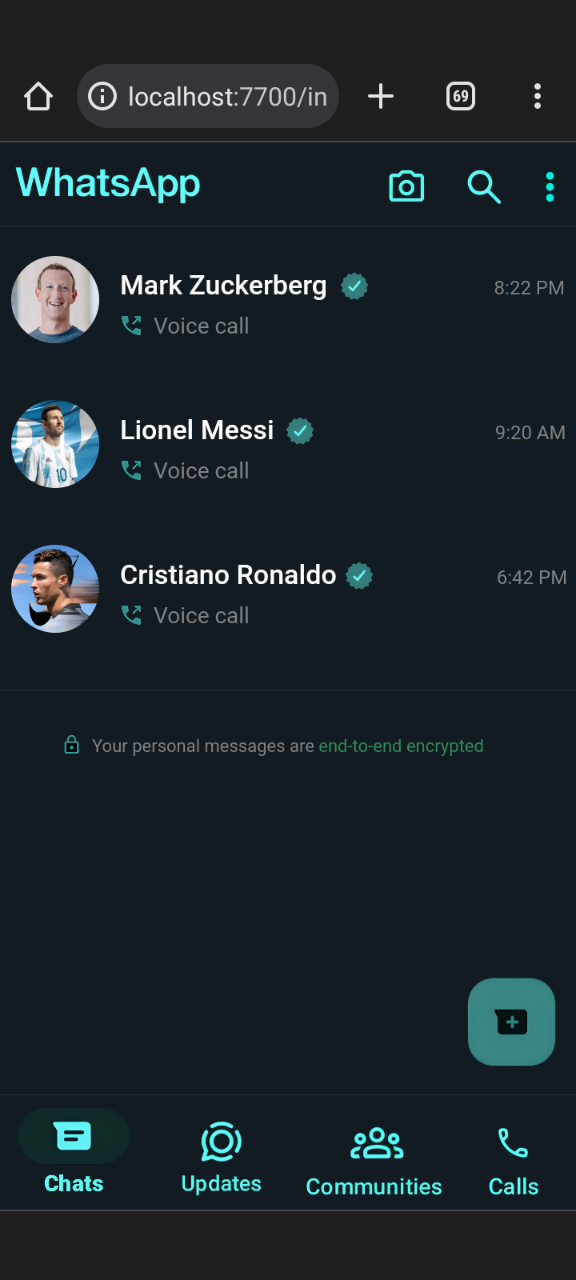 localhost:7700/in
69
WhatsApp
Mark Zuckerberg
8:22 PM
Voice call
Lionel Messi
9:20 AM
Voice call
10
Cristiano Ronaldo
6:42 PM
Voice call
Your personal messages are end-to-end encrypted
Chats
Updates
Communities
Calls